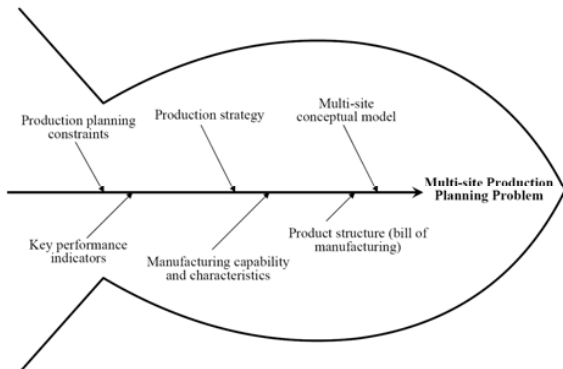 Production planning
constraints
Production strategy
Multi-site
conceptual model
Multi-site Production
Planning Problem
Key performance
indicators
Manufacturing capability
and characteristics
Product structure (bill of
manufacturing)